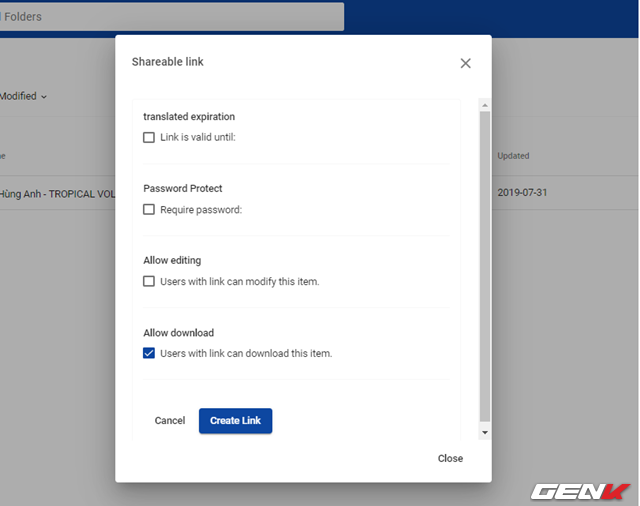 Folders
Shareable link
Modified
translated expiration
Link is valid until:
Updated
Password Protect
Hùng Anh - TROPICAL VOL
2019-07-31
Require password:
Allow editing
Users with link can modify this item.
Allow download
Users with link can download this item.
Cancel Create Link
Close
GENK